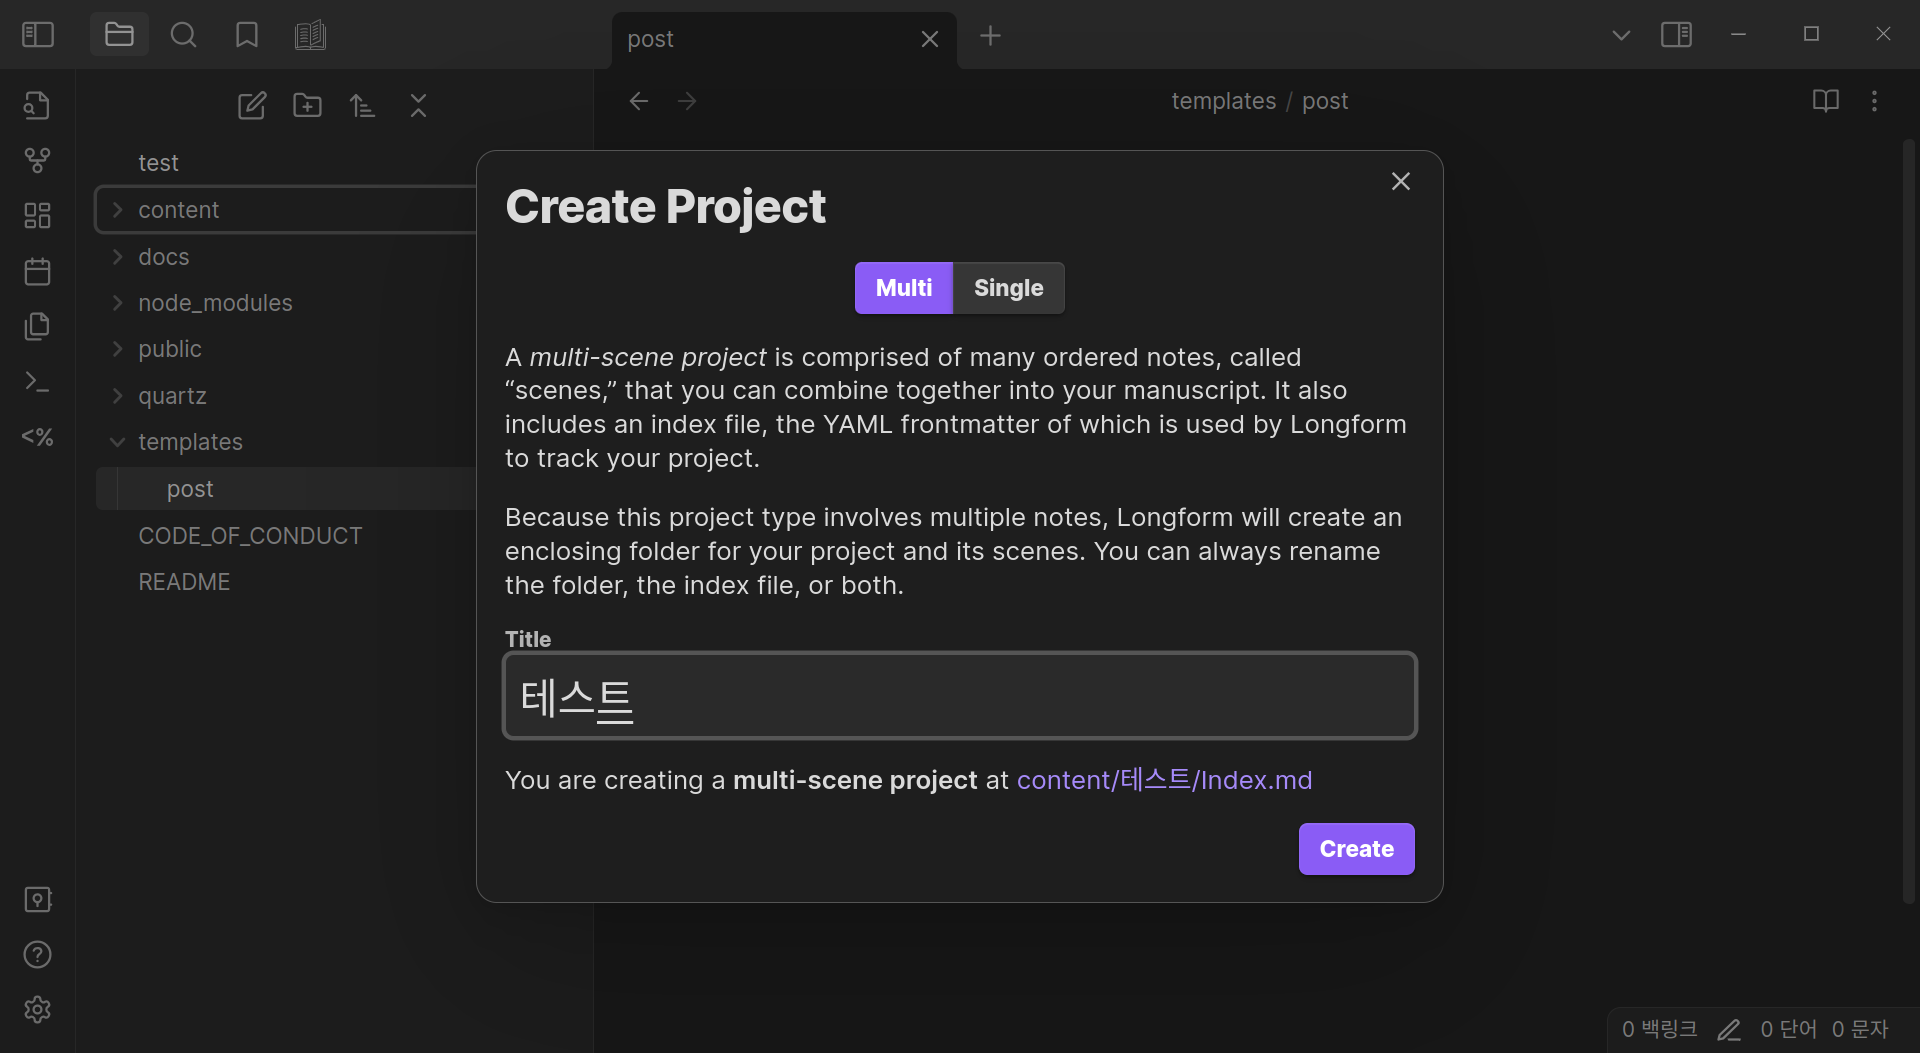 post
templates / post
test
content
docs
node_modules
public
quartz
templates
post
CODE_OF_CONDUCT
README
<%
Create Project
Multi
Single
A multi-scene project is comprised of many ordered notes, called
“scenes,” that you can combine together into your manuscript. It also
includes an index file, the YAML frontmatter of which is used by Longform
to track your project.
Because this project type involves multiple notes, Longform will create an
enclosing folder for your project and its scenes. You can always rename
the folder, the index file, or both.
Title
테스트
You are creating a multi-scene project at content/테스트/Index.md
Create
0 백링크 0 단어 0 문자